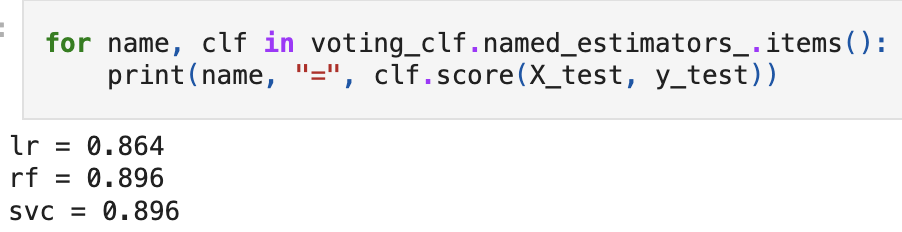 for name, clf in voting_clf.named_estimators_.items():
    print(name, "=", clf.score(X_test, y_test))
lr = 0.864
rf = 0.896
svc = 0.896